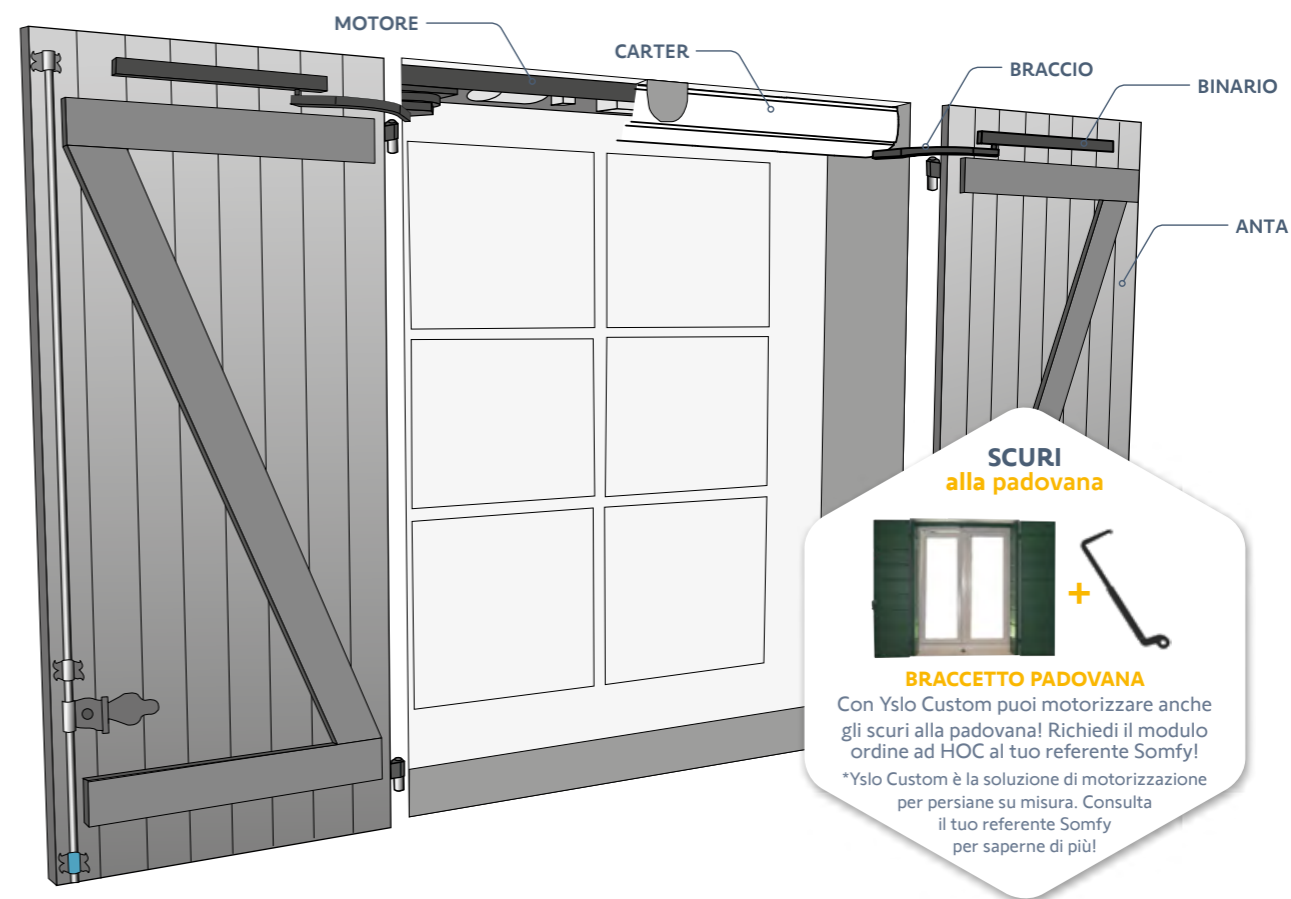 MOTORE
CARTER
BRACCIO
BINARIO
ANTA
SCURI
alla padovana
+
BRACCETTO PADOVANA
Con Yslo Custom puoi motorizzare anche
gli scuri alla padovana! Richiedi il modulo
ordine ad HOC al tuo referente Somfy!
*Yslo Custom è la soluzione di motorizzazione
per persiane su misura. Consulta
il tuo referente Somfy
per saperne di più!